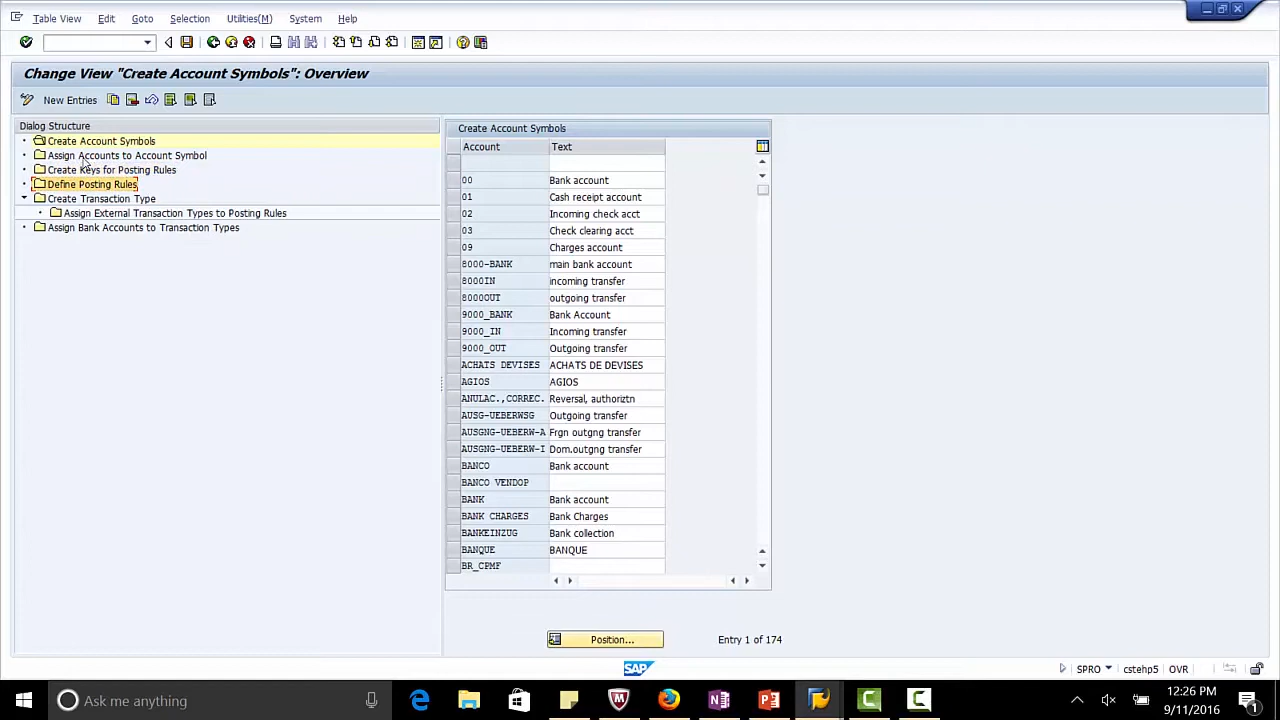 Table View Edit Goto Selection Utilities(M) System Help
Change View "Create Account Symbols": Overview
New Entries
Dialog Structure
Create Account Symbols
Assign Accounts to Account Symbol
Create Keys for Posting Rules
Define Posting Rules
Create Transaction Type
Assign External Transaction Types to Posting Rules
Assign Bank Accounts to Transaction Types
Create Account Symbols
Account Text
00 Bank account
01 Cash receipt account
02 Incoming check acct
03 Check clearing acct
09 Charges account
8000-BANK main bank account
8000IN incoming transfer
8000OUT outgoing transfer
9000_BANK Bank Account
9000_IN Incoming transfer
9000_OUT Outgoing transfer
ACHATS DEVISES ACHATS DE DEVISES
AGIOS AGIOS
ANULAC.,CORREC. Reversal, authoriztn
AUSG-UEBERWSG Outgoing transfer
AUSGNG-UEBERW-A Frgn outgng transfer
AUSGNG-UEBERW-I Dom.outgng transfer
BANCO Bank account
BANCO VENDOP
BANK Bank account
BANK CHARGES Bank Charges
BANKEINZUG Bank collection
BANQUE BANQUE
BR_CPMF
Position... Entry 1 of 174
SAP
SPRO cstehp5 OVR
Ask me anything
12:26 PM
9/11/2016
1